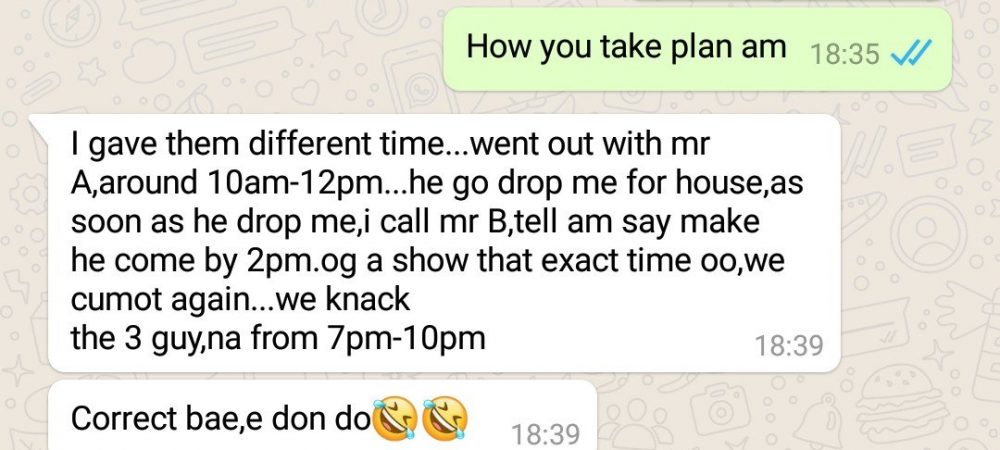 How you take plan am 18:35
I gave them different time...went out with mr
A,around 10am-12pm...he go drop me for house,as
soon as he drop me,i call mr B,tell am say make
he come by 2pm.og a show that exact time oo,we
cumot again...we knack
the 3 guy,na from 7pm-10pm 18:39
Correct bae,e don do🤣🤣 18:39